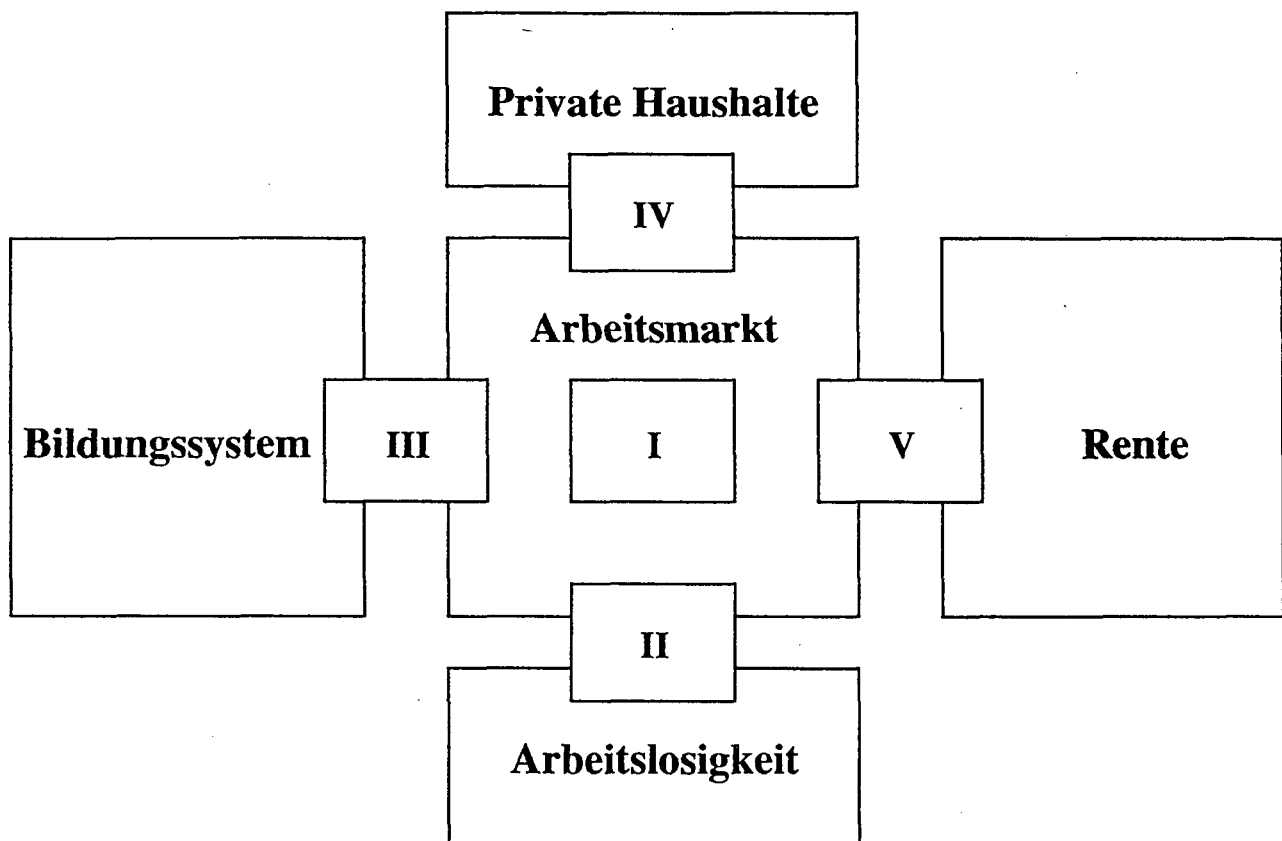 Private Haushalte
IV
Arbeitsmarkt
Bildungssystem
III
I
V
Rente
II
Arbeitslosigkeit